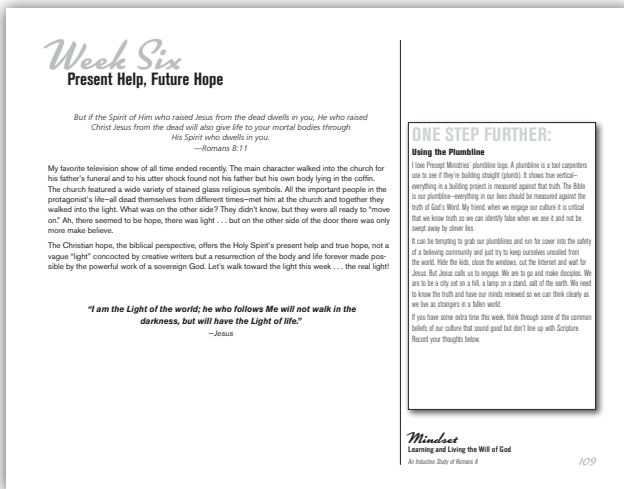 Week Six
Present Help, Future Hope
But if the Spirit of Him who raised Jesus from the dead dwells in you, He who raised
Christ Jesus from the dead will also give life to your mortal bodies through
His Spirit who dwells in you.
—Romans 8:11
My favorite television show of all time ended recently. The main character walked into the church for
his father's funeral and to his utter shock found not his father but his own body lying in the coffin.
The church featured a wide variety of stained glass religious symbols. All the important people in the
protagonist's life—all dead themselves from different times—met him at the church and together they
walked into the light. What was on the other side? They didn't know, but they were all ready to "move
on." Ah, there seemed to be hope, there was light . . . but on the other side of the door there was only
more make believe.
The Christian hope, the biblical perspective, offers the Holy Spirit's present help and true hope, not a
vague "light" concocted by creative writers but a resurrection of the body and life forever made pos-
sible by the powerful work of a sovereign God. Let's walk toward the light this week . . . the real light!
"I am the Light of the world; he who follows Me will not walk in the
darkness, but will have the Light of life."
—Jesus
ONE STEP FURTHER:
Using the Plumbline
I love Precept Ministries' plumbline logo. A plumbline is a tool carpenters
use to see if they're building straight (plumb). It shows true vertical—
everything in a building project is measured against that truth. The Bible
is our plumbline—everything in our lives should be measured against the
truth of God's Word. My friend, when we engage our culture it is critical
that we know truth so we can identify false when we see it and not be
swept away by clever lies.
It can be tempting to grab our plumblines and run for cover into the safety
of a believing community and just try to keep ourselves unsoiled from
the world. Hide the kids, close the windows, cut the Internet and wait for
Jesus. But Jesus calls us to engage. We are to go and make disciples. We
are to be a city set on a hill, a lamp on a stand, salt of the earth. We need
to know the truth and have our minds renewed so we can think clearly as
we live as strangers in a fallen world.
If you have some extra time this week, think through some of the common
beliefs of our culture that sound good but don't line up with Scripture.
Record your thoughts below.
Mindset
Learning and Living the Will of God
An Inductive Study of Romans 8
109